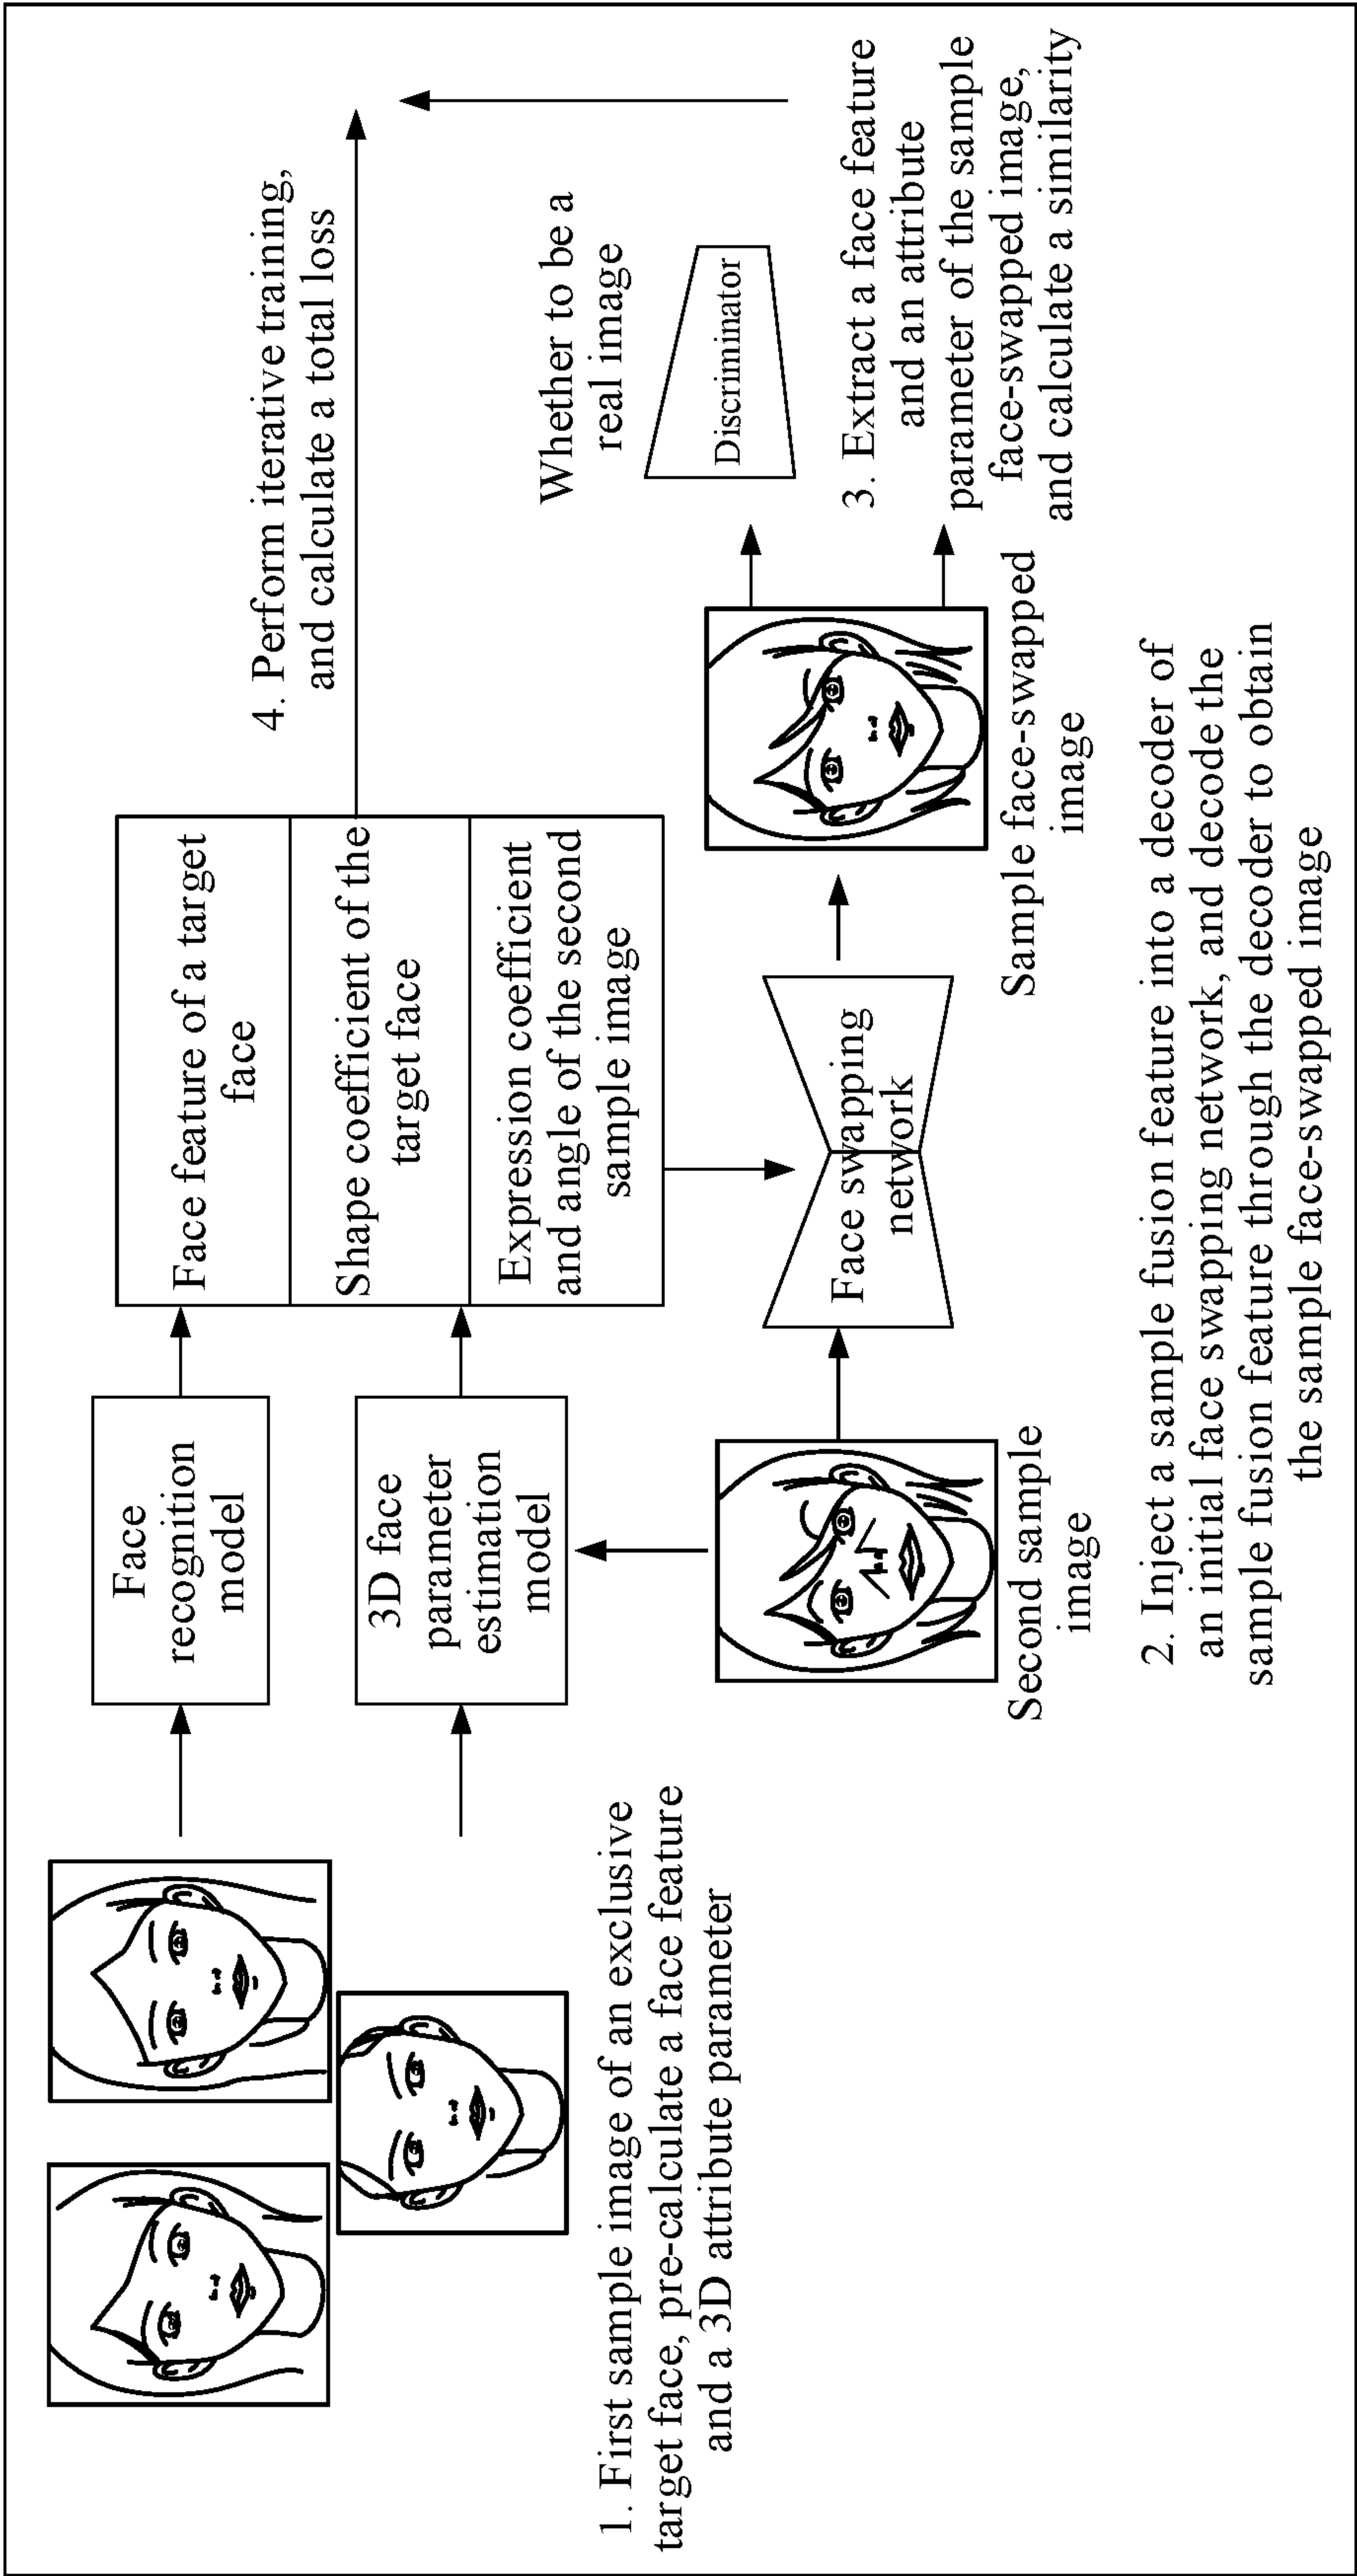 1. First sample image of an exclusive
target face, pre-calculate a face feature
and a 3D attribute parameter
Face
recognition
model
3D face
parameter
estimation
model
Second sample
image
Face feature of a target
face
Shape coefficient of the
target face
Expression coefficient
and angle of the second
sample image
Face swapping
network
2. Inject a sample fusion feature into a decoder of
an initial face swapping network, and decode the
sample fusion feature through the decoder to obtain
the sample face-swapped image
Sample face-swapped
image
4. Perform iterative training,
and calculate a total loss
Whether to be a
real image
Discriminator
3. Extract a face feature
and an attribute
parameter of the sample
face-swapped image,
and calculate a similarity